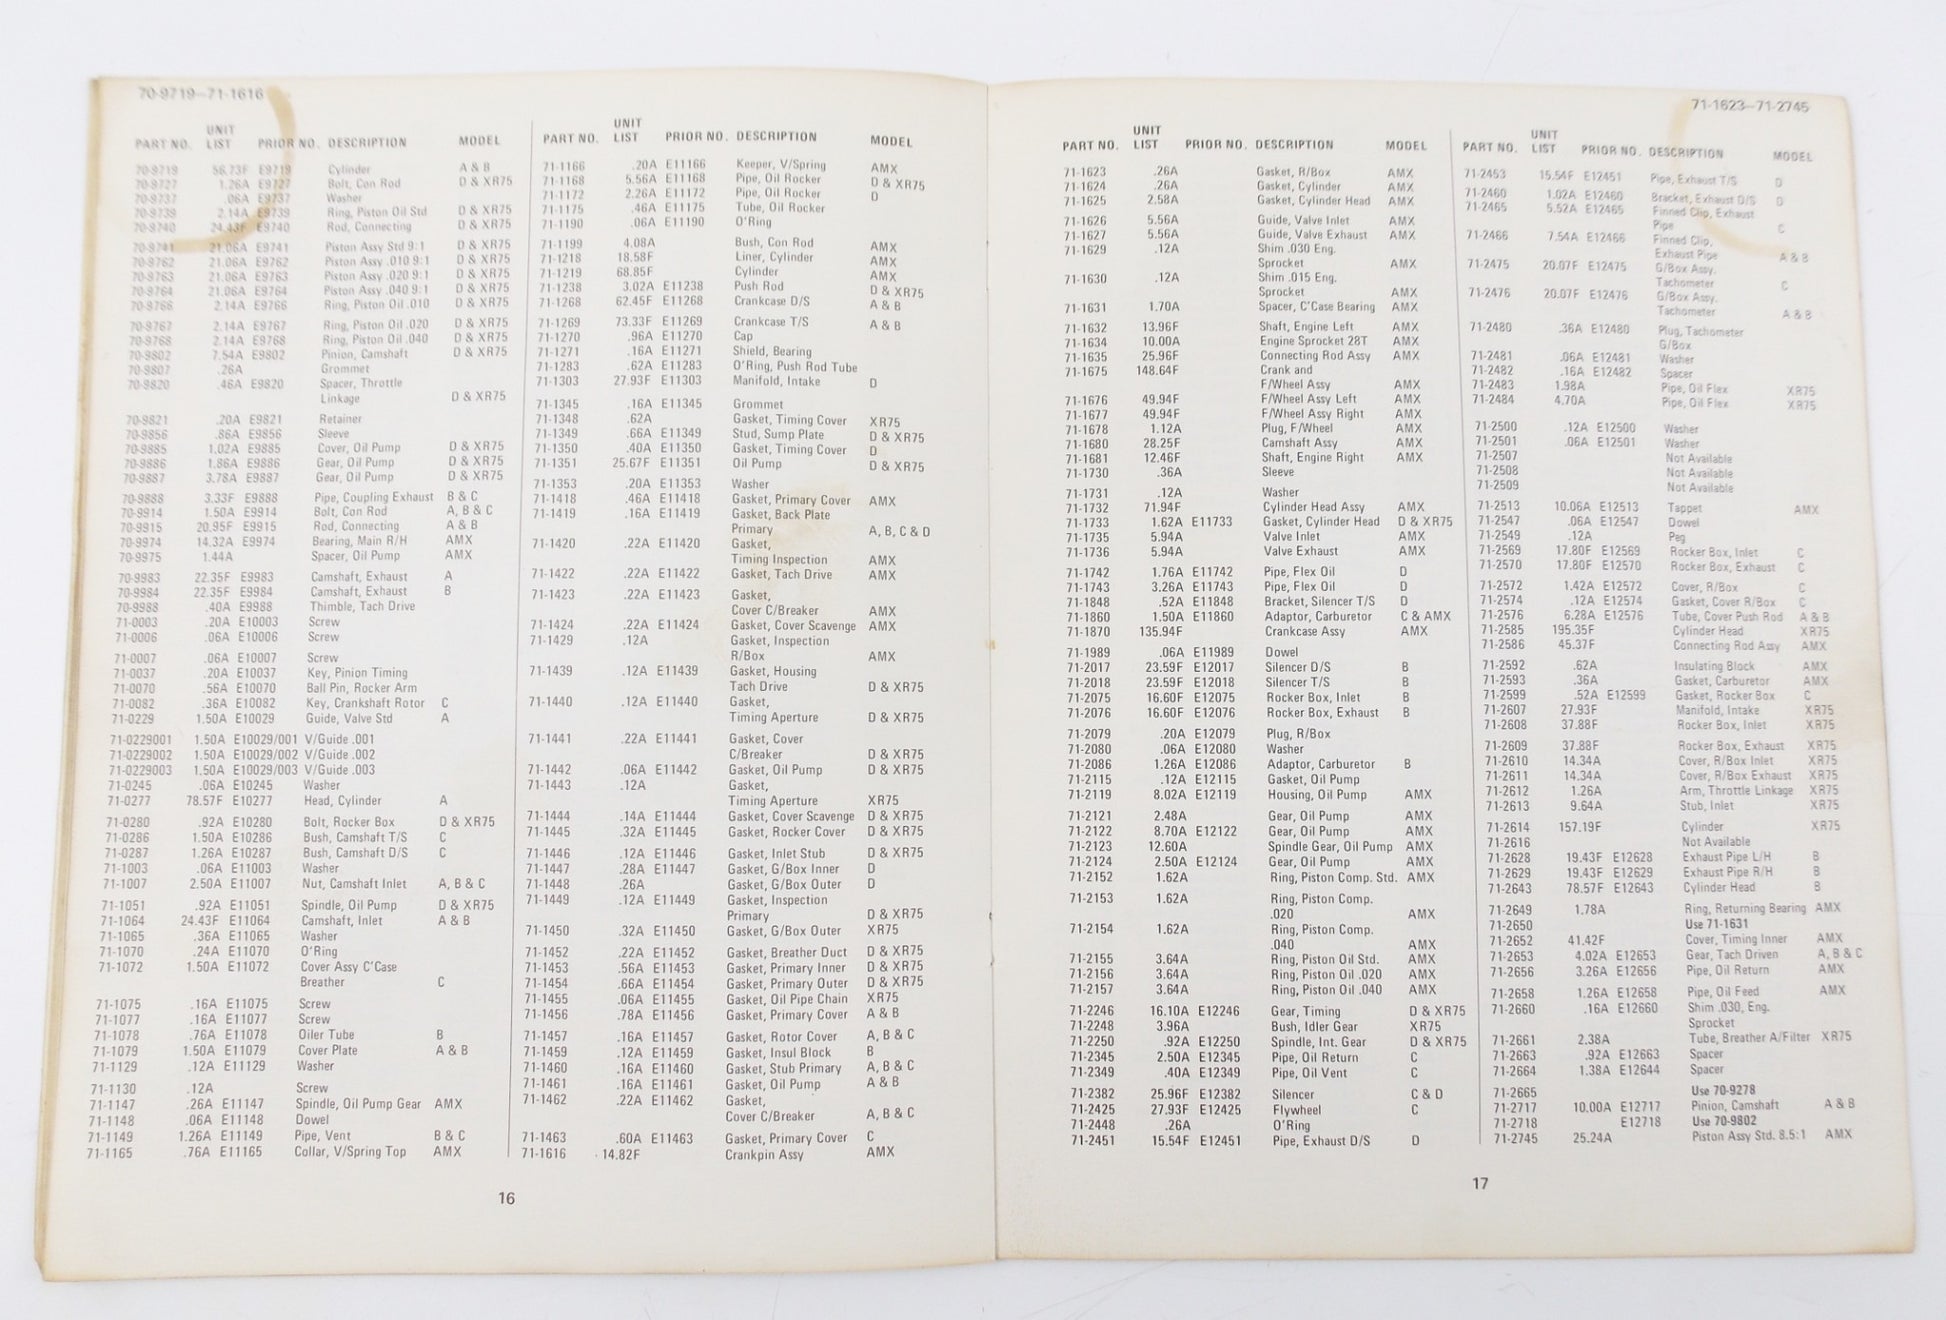 70-9719—71-1616
UNIT
PART NO. LIST PRIOR NO. DESCRIPTION MODEL
70-9719 56.73F E9719 Cylinder A & B
70-9727 1.26A E9727 Bolt, Con Rod D & XR75
70-9737 .06A E9737 Washer
70-9739 2.14A E9739 Ring, Piston Oil Std D & XR75
70-9740 24.43F E9740 Rod, Connecting D & XR75
70-9741 21.06A E9741 Piston Assy Std 9:1 D & XR75
70-9762 21.06A E9762 Piston Assy .010 9:1 D & XR75
70-9763 21.06A E9763 Piston Assy .020 9:1 D & XR75
70-9764 21.06A E9764 Piston Assy .040 9:1 D & XR75
70-9766 2.14A E9766 Ring, Piston Oil .010 D & XR75
70-9767 2.14A E9767 Ring, Piston Oil .020 D & XR75
70-9768 2.14A E9768 Ring, Piston Oil .040 D & XR75
70-9802 7.54A E9802 Pinion, Camshaft D & XR75
70-9807 .26A Grommet
70-9820 .46A E9820 Spacer, Throttle
Linkage D & XR75
70-9821 .20A E9821 Retainer
70-9856 .86A E9856 Sleeve
70-9885 1.02A E9885 Cover, Oil Pump D & XR75
70-9886 1.86A E9886 Gear, Oil Pump D & XR75
70-9887 3.78A E9887 Gear, Oil Pump D & XR75
70-9888 3.33F E9888 Pipe, Coupling Exhaust B & C
70-9914 1.50A E9914 Bolt, Con Rod A, B & C
70-9915 20.95F E9915 Rod, Connecting A & B
70-9974 14.32A E9974 Bearing, Main R/H AMX
70-9975 1.44A Spacer, Oil Pump AMX
70-9983 22.35F E9983 Camshaft, Exhaust A
70-9984 22.35F E9984 Camshaft, Exhaust B
70-9988 .40A E9988 Thimble, Tach Drive
71-0003 .20A E10003 Screw
71-0006 .06A E10006 Screw
71-0007 .06A E10007 Screw
71-0037 .20A E10037 Key, Pinion Timing
71-0070 .56A E10070 Ball Pin, Rocker Arm
71-0082 .36A E10082 Key, Crankshaft Rotor C
71-0229 1.50A E10029 Guide, Valve Std A
71-0229001 1.50A E10029/001 V/Guide .001
71-0229002 1.50A E10029/002 V/Guide .002
71-0229003 1.50A E10029/003 V/Guide .003
71-0245 .06A E10245 Washer
71-0277 78.57F E10277 Head, Cylinder A
71-0280 .92A E10280 Bolt, Rocker Box D & XR75
71-0286 1.50A E10286 Bush, Camshaft T/S C
71-0287 1.26A E10287 Bush, Camshaft D/S C
71-1003 .06A E11003 Washer
71-1007 2.50A E11007 Nut, Camshaft Inlet A, B & C
71-1051 .92A E11051 Spindle, Oil Pump D & XR75
71-1064 24.43F E11064 Camshaft, Inlet A & B
71-1065 .36A E11065 Washer
71-1070 .24A E11070 O'Ring
71-1072 1.50A E11072 Cover Assy C'Case
Breather C
71-1075 .16A E11075 Screw
71-1077 .16A E11077 Screw
71-1078 .76A E11078 Oiler Tube B
71-1079 1.50A E11079 Cover Plate A & B
71-1129 .12A E11129 Washer
71-1130 .12A Screw
71-1147 .26A E11147 Spindle, Oil Pump Gear AMX
71-1148 .06A E11148 Dowel
71-1149 1.26A E11149 Pipe, Vent B & C
71-1165 .76A E11165 Collar, V/Spring Top AMX
UNIT
PART NO. LIST PRIOR NO. DESCRIPTION MODEL
71-1166 .20A E11166 Keeper, V/Spring AMX
71-1168 5.56A E11168 Pipe, Oil Rocker D & XR75
71-1172 2.26A E11172 Pipe, Oil Rocker D
71-1175 .46A E11175 Tube, Oil Rocker
71-1190 .06A E11190 O'Ring
71-1199 4.08A Bush, Con Rod AMX
71-1218 18.58F Liner, Cylinder AMX
71-1219 68.85F Cylinder AMX
71-1238 3.02A E11238 Push Rod D & XR75
71-1268 62.45F E11268 Crankcase D/S A & B
71-1269 73.33F E11269 Crankcase T/S A & B
71-1270 .96A E11270 Cap
71-1271 .16A E11271 Shield, Bearing
71-1283 .62A E11283 O'Ring, Push Rod Tube
71-1303 27.93F E11303 Manifold, Intake D
71-1345 .16A E11345 Grommet
71-1348 .62A Gasket, Timing Cover XR75
71-1349 .66A E11349 Stud, Sump Plate D & XR75
71-1350 .40A E11350 Gasket, Timing Cover D
71-1351 25.67F E11351 Oil Pump D & XR75
71-1353 .20A E11353 Washer
71-1418 .46A E11418 Gasket, Primary Cover AMX
71-1419 .16A E11419 Gasket, Back Plate
Primary A, B, C & D
71-1420 .22A E11420 Gasket,
Timing Inspection AMX
71-1422 .22A E11422 Gasket, Tach Drive AMX
71-1423 .22A E11423 Gasket,
Cover C/Breaker AMX
71-1424 .22A E11424 Gasket, Cover Scavenge AMX
71-1429 .12A Gasket, Inspection
R/Box AMX
71-1439 .12A E11439 Gasket, Housing
Tach Drive D & XR75
71-1440 .12A E11440 Gasket,
Timing Aperture D & XR75
71-1441 .22A E11441 Gasket, Cover
C/Breaker D & XR75
71-1442 .06A E11442 Gasket, Oil Pump D & XR75
71-1443 .12A Gasket,
Timing Aperture XR75
71-1444 .14A E11444 Gasket, Cover Scavenge D & XR75
71-1445 .32A E11445 Gasket, Rocker Cover D & XR75
71-1446 .12A E11446 Gasket, Inlet Stub D & XR75
71-1447 .28A E11447 Gasket, G/Box Inner D
71-1448 .26A Gasket, G/Box Outer D
71-1449 .12A E11449 Gasket, Inspection
Primary D & XR75
71-1450 .32A E11450 Gasket, G/Box Outer XR75
71-1452 .22A E11452 Gasket, Breather Duct D & XR75
71-1453 .56A E11453 Gasket, Primary Inner D & XR75
71-1454 .66A E11454 Gasket, Primary Outer D & XR75
71-1455 .06A E11455 Gasket, Oil Pipe Chain XR75
71-1456 .78A E11456 Gasket, Primary Cover A & B
71-1457 .16A E11457 Gasket, Rotor Cover A, B & C
71-1459 .12A E11459 Gasket, Insul Block B
71-1460 .16A E11460 Gasket, Stub Primary A, B & C
71-1461 .16A E11461 Gasket, Oil Pump A & B
71-1462 .22A E11462 Gasket,
Cover C/Breaker A, B & C
71-1463 .60A E11463 Gasket, Primary Cover C
71-1616 14.82F Crankpin Assy AMX
16
71-1623—71-2745
UNIT
PART NO. LIST PRIOR NO. DESCRIPTION MODEL
71-1623 .26A Gasket, R/Box AMX
71-1624 .26A Gasket, Cylinder AMX
71-1625 2.58A Gasket, Cylinder Head AMX
71-1626 5.56A Guide, Valve Inlet AMX
71-1627 5.56A Guide, Valve Exhaust AMX
71-1629 .12A Shim .030 Eng.
Sprocket AMX
71-1630 .12A Shim .015 Eng.
Sprocket AMX
71-1631 1.70A Spacer, C'Case Bearing AMX
71-1632 13.96F Shaft, Engine Left AMX
71-1634 10.00A Engine Sprocket 28T AMX
71-1635 25.96F Connecting Rod Assy AMX
71-1675 148.64F Crank and
F/Wheel Assy AMX
71-1676 49.94F F/Wheel Assy Left AMX
71-1677 49.94F F/Wheel Assy Right AMX
71-1678 1.12A Plug, F/Wheel AMX
71-1680 28.25F Camshaft Assy AMX
71-1681 12.46F Shaft, Engine Right AMX
71-1730 .36A Sleeve
71-1731 .12A Washer
71-1732 71.94F Cylinder Head Assy AMX
71-1733 1.62A E11733 Gasket, Cylinder Head D & XR75
71-1735 5.94A Valve Inlet AMX
71-1736 5.94A Valve Exhaust AMX
71-1742 1.76A E11742 Pipe, Flex Oil D
71-1743 3.26A E11743 Pipe, Flex Oil D
71-1848 .52A E11848 Bracket, Silencer T/S D
71-1860 1.50A E11860 Adaptor, Carburetor C & AMX
71-1870 135.94F Crankcase Assy AMX
71-1989 .06A E11989 Dowel
71-2017 23.59F E12017 Silencer D/S B
71-2018 23.59F E12018 Silencer T/S B
71-2075 16.60F E12075 Rocker Box, Inlet B
71-2076 16.60F E12076 Rocker Box, Exhaust B
71-2079 .20A E12079 Plug, R/Box
71-2080 .06A E12080 Washer
71-2086 1.26A E12086 Adaptor, Carburetor B
71-2115 .12A E12115 Gasket, Oil Pump
71-2119 8.02A E12119 Housing, Oil Pump AMX
71-2121 2.48A Gear, Oil Pump AMX
71-2122 8.70A E12122 Gear, Oil Pump AMX
71-2123 12.60A Spindle Gear, Oil Pump AMX
71-2124 2.50A E12124 Gear, Oil Pump AMX
71-2152 1.62A Ring, Piston Comp. Std. AMX
71-2153 1.62A Ring, Piston Comp.
.020 AMX
71-2154 1.62A Ring, Piston Comp.
.040 AMX
71-2155 3.64A Ring, Piston Oil Std. AMX
71-2156 3.64A Ring, Piston Oil .020 AMX
71-2157 3.64A Ring, Piston Oil .040 AMX
71-2246 16.10A E12246 Gear, Timing D & XR75
71-2248 3.96A Bush, Idler Gear XR75
71-2250 .92A E12250 Spindle, Int. Gear D & XR75
71-2345 2.50A E12345 Pipe, Oil Return C
71-2349 .40A E12349 Pipe, Oil Vent C
71-2382 25.96F E12382 Silencer C & D
71-2425 27.93F E12425 Flywheel C
71-2448 .26A O'Ring
71-2451 15.54F E12451 Pipe, Exhaust D/S D
UNIT
PART NO. LIST PRIOR NO. DESCRIPTION MODEL
71-2453 15.54F E12451 Pipe, Exhaust T/S D
71-2460 1.02A E12460 Bracket, Exhaust D/S D
71-2465 5.52A E12465 Finned Clip, Exhaust
Pipe C
71-2466 7.54A E12466 Finned Clip,
Exhaust Pipe A & B
71-2475 20.07F E12475 G/Box Assy.
Tachometer C
71-2476 20.07F E12476 G/Box Assy.
Tachometer A & B
71-2480 .36A E12480 Plug, Tachometer
G/Box
71-2481 .06A E12481 Washer
71-2482 .16A E12482 Spacer
71-2483 1.98A Pipe, Oil Flex XR75
71-2484 4.70A Pipe, Oil Flex XR75
71-2500 .12A E12500 Washer
71-2501 .06A E12501 Washer
71-2507 Not Available
71-2508 Not Available
71-2509 Not Available
71-2513 10.06A E12513 Tappet AMX
71-2547 .06A E12547 Dowel
71-2549 .12A Peg
71-2569 17.80F E12569 Rocker Box, Inlet C
71-2570 17.80F E12570 Rocker Box, Exhaust C
71-2572 1.42A E12572 Cover, R/Box C
71-2574 .12A E12574 Gasket, Cover R/Box C
71-2576 6.28A E12576 Tube, Cover Push Rod A & B
71-2585 195.35F Cylinder Head XR75
71-2586 45.37F Connecting Rod Assy AMX
71-2592 .62A Insulating Block AMX
71-2593 .36A Gasket, Carburetor AMX
71-2599 .52A E12599 Gasket, Rocker Box C
71-2607 27.93F Manifold, Intake XR75
71-2608 37.88F Rocker Box, Inlet XR75
71-2609 37.88F Rocker Box, Exhaust XR75
71-2610 14.34A Cover, R/Box Inlet XR75
71-2611 14.34A Cover, R/Box Exhaust XR75
71-2612 1.26A Arm, Throttle Linkage XR75
71-2613 9.64A Stub, Inlet XR75
71-2614 157.19F Cylinder XR75
71-2616 Not Available
71-2628 19.43F E12628 Exhaust Pipe L/H B
71-2629 19.43F E12629 Exhaust Pipe R/H B
71-2643 78.57F E12643 Cylinder Head B
71-2649 1.78A Ring, Returning Bearing AMX
71-2650 Use 71-1631
71-2652 41.42F Cover, Timing Inner AMX
71-2653 4.02A E12653 Gear, Tach Driven A, B & C
71-2656 3.26A E12656 Pipe, Oil Return AMX
71-2658 1.26A E12658 Pipe, Oil Feed AMX
71-2660 .16A E12660 Shim .030, Eng.
Sprocket
71-2661 2.38A Tube, Breather A/Filter XR75
71-2663 .92A E12663 Spacer
71-2664 1.38A E12644 Spacer
71-2665 Use 70-9278
71-2717 10.00A E12717 Pinion, Camshaft A & B
71-2718 E12718 Use 70-9802
71-2745 25.24A Piston Assy Std. 8.5:1 AMX
17